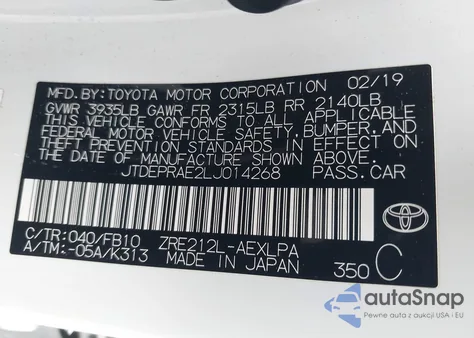 MFD.BY:TOYOTA MOTOR CORPORATION 02/19
GVWR 3935LB GAWR FR 2315LB RR 2140LB
THIS VEHICLE CONFORMS TO ALL APPLICABLE
FEDERAL MOTOR VEHICLE SAFETY, BUMPER, AND
THEFT PREVENTION STANDARDS IN EFFECT ON
THE DATE OF MANUFACTURE SHOWN ABOVE.
JTDEPRAE2LJ014268 PASS.CAR
C/TR:040/FB10 ZRE212L-AEXLPA
A/TM:-05A/K313 MADE IN JAPAN 350 C
TOYOTA
autoSnap
Pewne auta z aukcji USA i EU